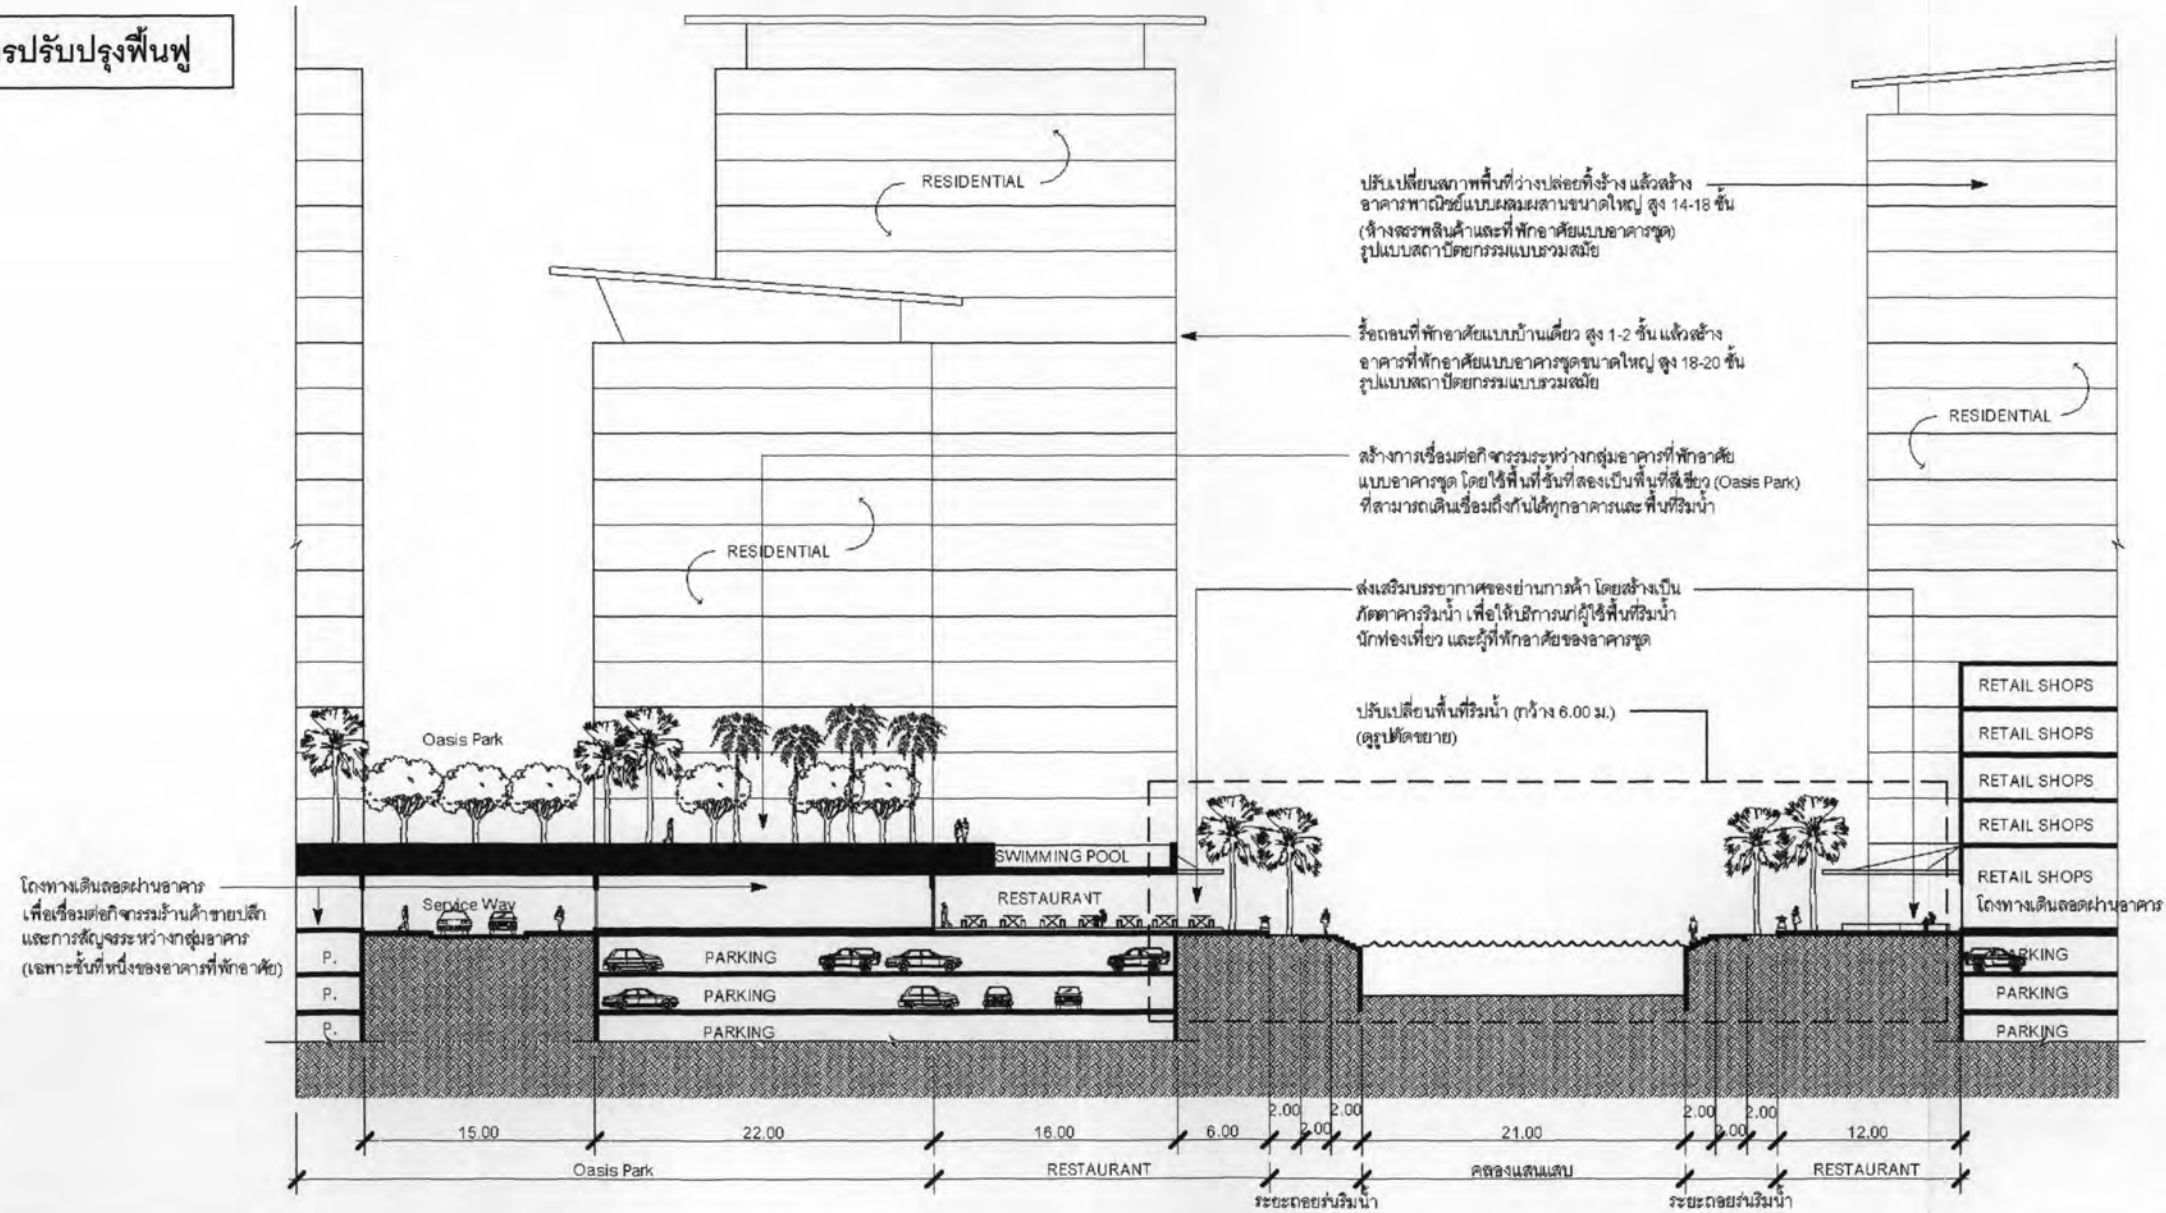 รปรับปรุงฟื้นฟู
RESIDENTIAL
ปรับเปลี่ยนสภาพพื้นที่ว่างปล่อยทิ้งร้าง แล้วสร้าง
อาคารพาณิชย์แบบผสมผสานขนาดใหญ่ สูง 14-18 ชั้น
(ห้างสรรพสินค้าและที่พักอาศัยแบบอาคารชุด)
รูปแบบสถาปัตยกรรมแบบร่วมสมัย
รื้อถอนที่พักอาศัยแบบบ้านเดี่ยว สูง 1-2 ชั้น แล้วสร้าง
อาคารที่พักอาศัยแบบอาคารชุดขนาดใหญ่ สูง 18-20 ชั้น
รูปแบบสถาปัตยกรรมแบบร่วมสมัย
RESIDENTIAL
สร้างการเชื่อมต่อกิจกรรมระหว่างกลุ่มอาคารที่พักอาศัย
แบบอาคารชุด โดยใช้พื้นที่ชั้นที่สองเป็นพื้นที่สีเขียว (Oasis Park)
ที่สามารถเดินเชื่อมถึงกันได้ทุกอาคารและพื้นที่ริมน้ำ
RESIDENTIAL
ส่งเสริมบรรยากาศของย่านการค้า โดยสร้างเป็น
ภัตตาคารริมน้ำ เพื่อให้บริการแก่ผู้ใช้พื้นที่ริมน้ำ
นักท่องเที่ยว และผู้ที่พักอาศัยของอาคารชุด
ปรับเปลี่ยนพื้นที่ริมน้ำ (กว้าง 6.00 ม.)
(ดูรูปตัดขยาย)
RETAIL SHOPS
RETAIL SHOPS
RETAIL SHOPS
RETAIL SHOPS
RETAIL SHOPS
โถงทางเดินลอดผ่านอาคาร
Oasis Park
SWIMMING POOL
RESTAURANT
Service Way
โถงทางเดินลอดผ่านอาคาร
เพื่อเชื่อมต่อกิจกรรมร้านค้าขายปลีก
และการสัญจรระหว่างกลุ่มอาคาร
(เฉพาะชั้นที่หนึ่งของอาคารที่พักอาศัย)
P. PARKING PARKING
P. PARKING PARKING
P. PARKING PARKING
2.00 2.00 2.00 2.00
15.00 22.00 16.00 6.00 2.00 21.00 2.00 12.00
Oasis Park RESTAURANT คลองแสนแสบ RESTAURANT
ระยะถอยร่นริมน้ำ ระยะถอยร่นริมน้ำ